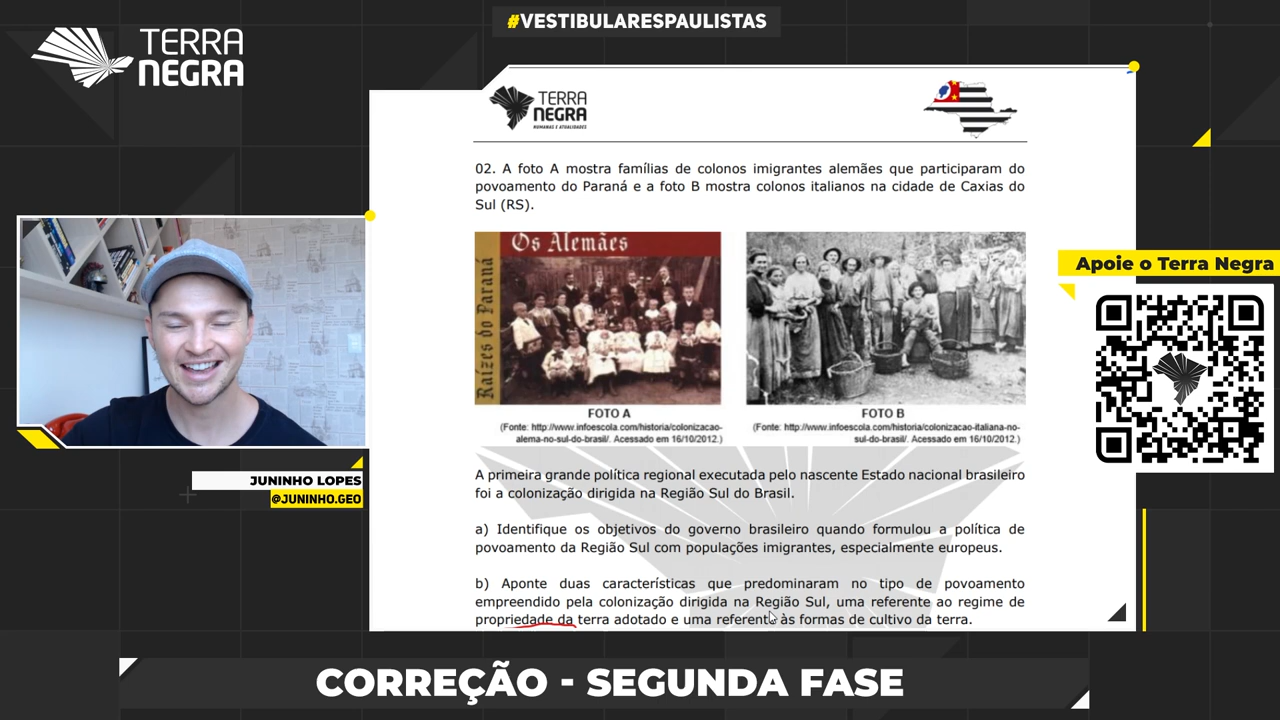 #VESTIBULARESPAULISTAS
TERRA
NEGRA
TERRA
NEGRA
HUMANAS E ATUALIDADES
02. A foto A mostra famílias de colonos imigrantes alemães que participaram do
povoamento do Paraná e a foto B mostra colonos italianos na cidade de Caxias do
Sul (RS).
Os Alemães
Raízes do Paraná
FOTO A
(Fonte: http://www.infoescola.com/historia/colonizacao-
alema-no-sul-do-brasil/. Acessado em 16/10/2012.)
FOTO B
(Fonte: http://www.infoescola.com/historia/colonizacao-italiana-no-
sul-do-brasil/. Acessado em 16/10/2012.)
A primeira grande política regional executada pelo nascente Estado nacional brasileiro
foi a colonização dirigida na Região Sul do Brasil.
a) Identifique os objetivos do governo brasileiro quando formulou a política de
povoamento da Região Sul com populações imigrantes, especialmente europeus.
b) Aponte duas características que predominaram no tipo de povoamento
empreendido pela colonização dirigida na Região Sul, uma referente ao regime de
propriedade da terra adotado e uma referente às formas de cultivo da terra.
Apoie o Terra Negra
JUNINHO LOPES
@JUNINHO.GEO
CORREÇÃO - SEGUNDA FASE